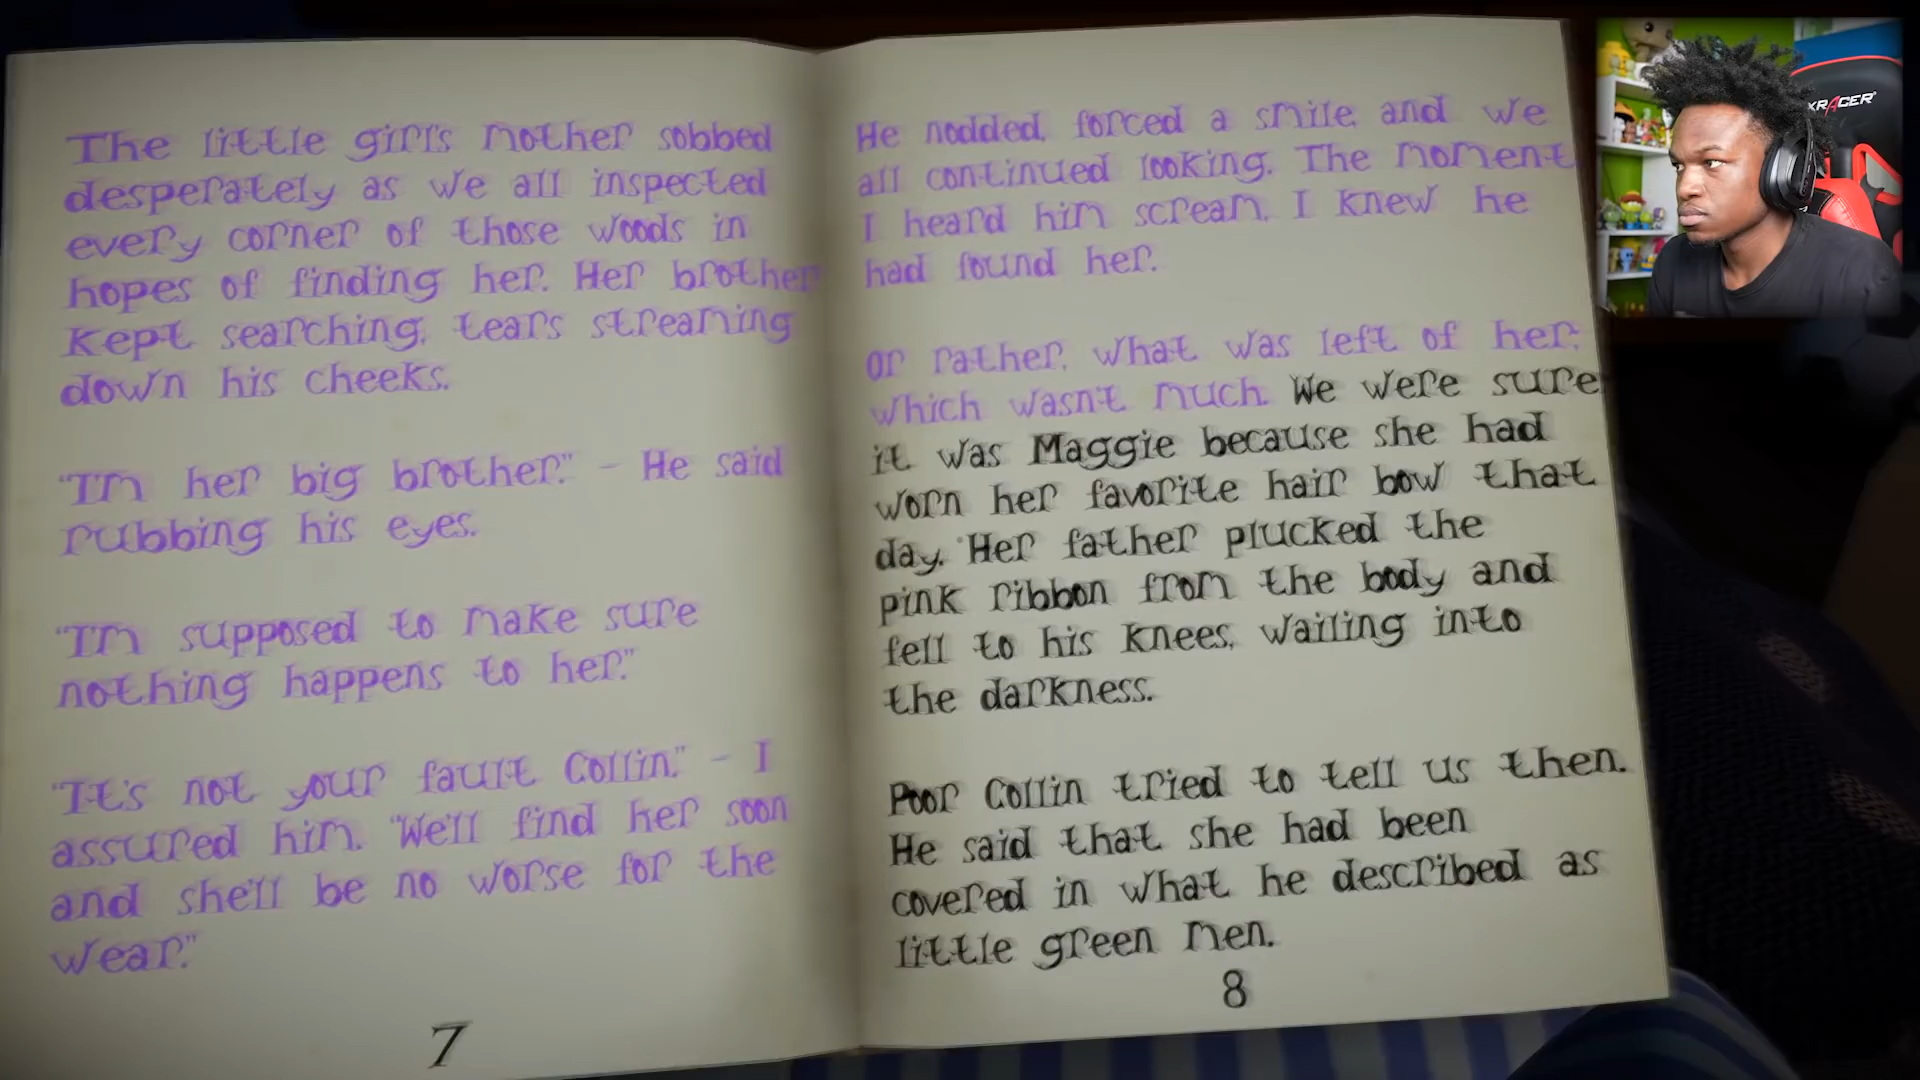 The little girl's mother sobbed
desperately as we all inspected
every corner of those woods in
hopes of finding her. Her brother
kept searching, tears streaming
down his cheeks.
"I'm her big brother." - He said
rubbing his eyes.
"I'm supposed to make sure
nothing happens to her."
"It's not your fault Collin." - I
assured him. "We'll find her soon
and she'll be no worse for the
wear."
7
He nodded, forced a smile and we
all continued looking. The moment
I heard him scream, I knew he
had found her.
Or rather, what was left of her;
which wasn't much. We were sure
it was Maggie because she had
worn her favorite hair bow that
day. Her father plucked the
pink ribbon from the body and
fell to his knees, wailing into
the darkness.
Poor Collin tried to tell us then.
He said that she had been
covered in what he described as
little green men.
8
XRACER